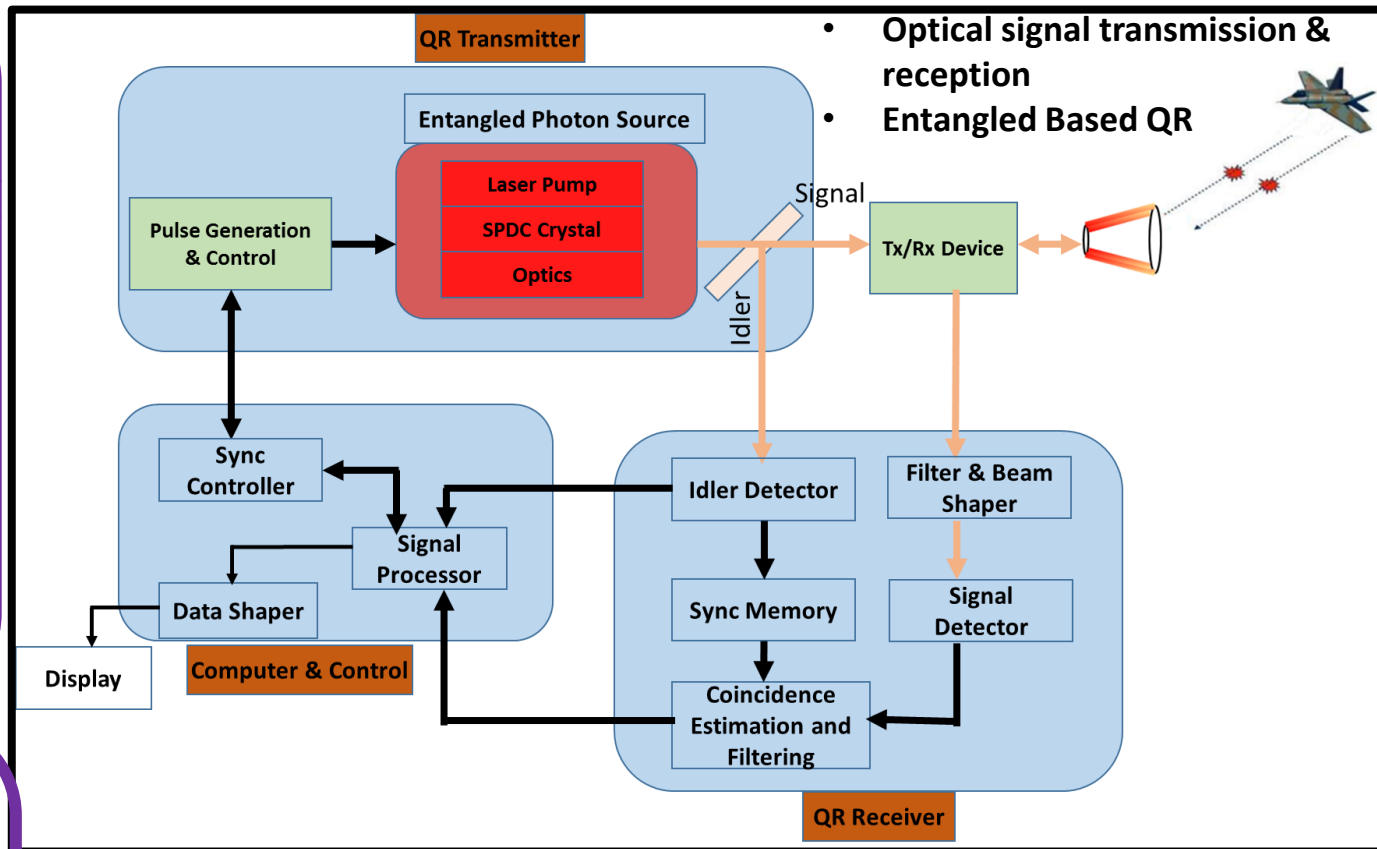 QR Transmitter
• Optical signal transmission &
reception
• Entangled Based QR
Entangled Photon Source
Laser Pump
SPDC Crystal
Optics
Pulse Generation
& Control
Signal
Idler
Tx/Rx Device
Sync
Controller
Signal
Processor
Data Shaper
Display
Computer & Control
Idler Detector
Sync Memory
Coincidence
Estimation and
Filtering
Filter & Beam
Shaper
Signal
Detector
QR Receiver